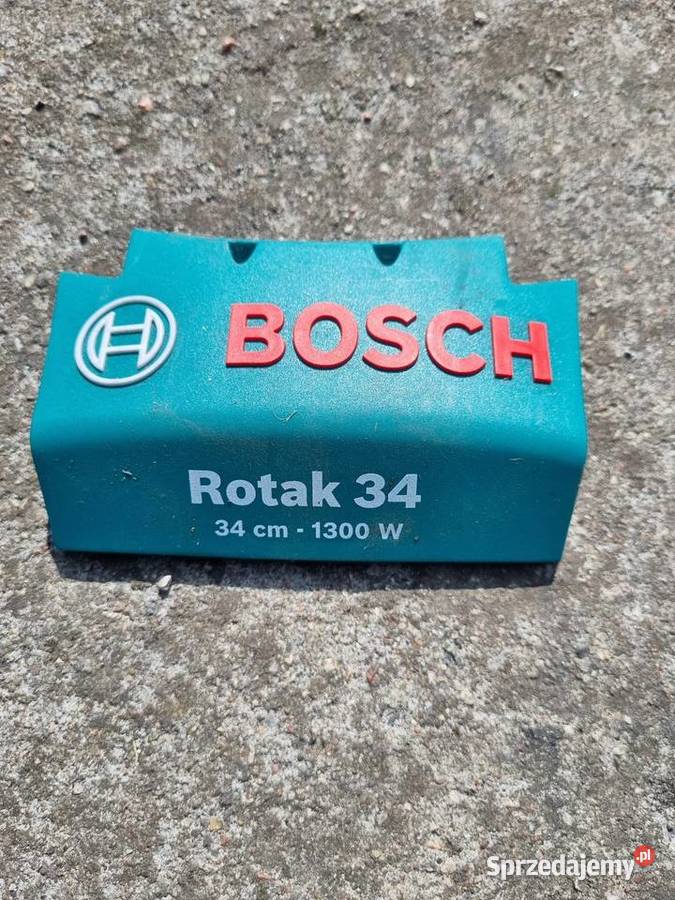 BOSCH
Rotak 34
34 cm - 1300 W
Sprzedajemy.pl